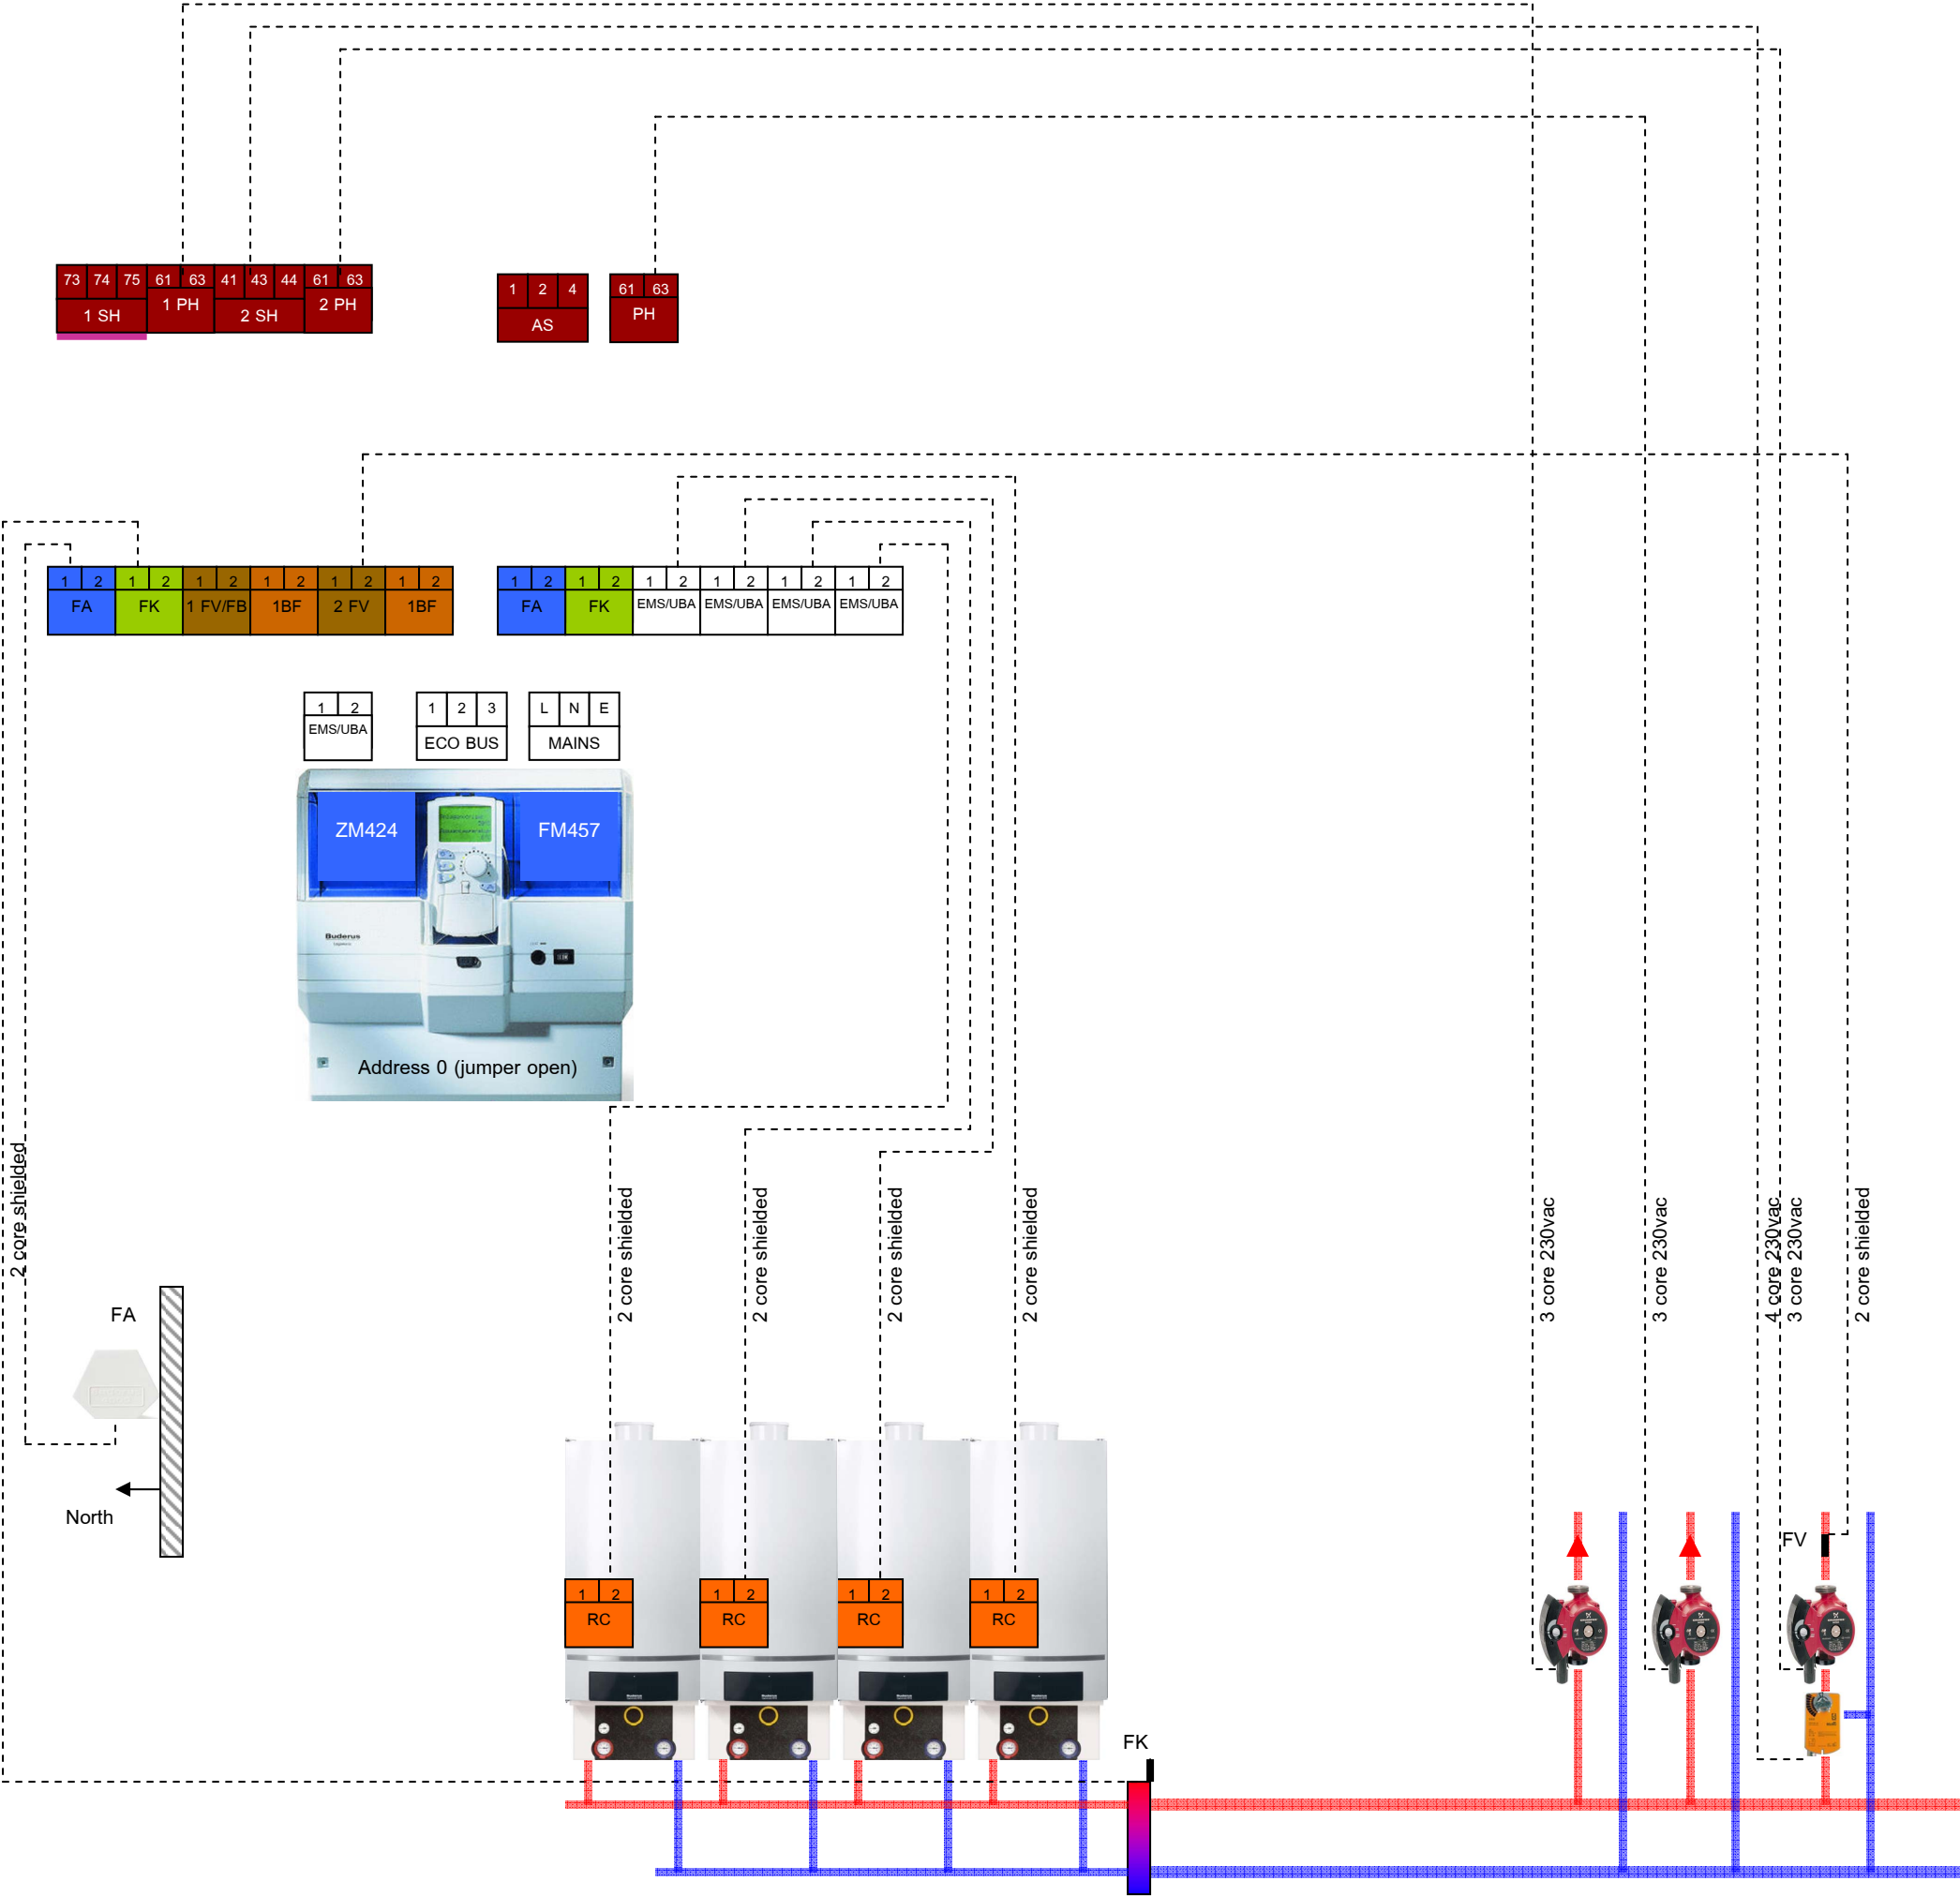 73 74 75 61 63 41 43 44 61 63
1 SH 1 PH 2 SH 2 PH
1 2 4
AS
61 63
PH
1 2 1 2 1 2 1 2 1 2 1 2
FA FK 1 FV/FB 1BF 2 FV 1BF
1 2 1 2 1 2 1 2 1 2 1 2
FA FK EMS/UBA EMS/UBA EMS/UBA EMS/UBA
1 2
EMS/UBA
1 2 3
ECO BUS
L N E
MAINS
ZM424
FM457
Buderus
Address 0 (jumper open)
2 core shielded
2 core shielded
2 core shielded
2 core shielded
2 core shielded
3 core 230vac
3 core 230vac
4 core 230vac
3 core 230vac
2 core shielded
FA
North
1 2
RC
1 2
RC
1 2
RC
1 2
RC
FV
FK